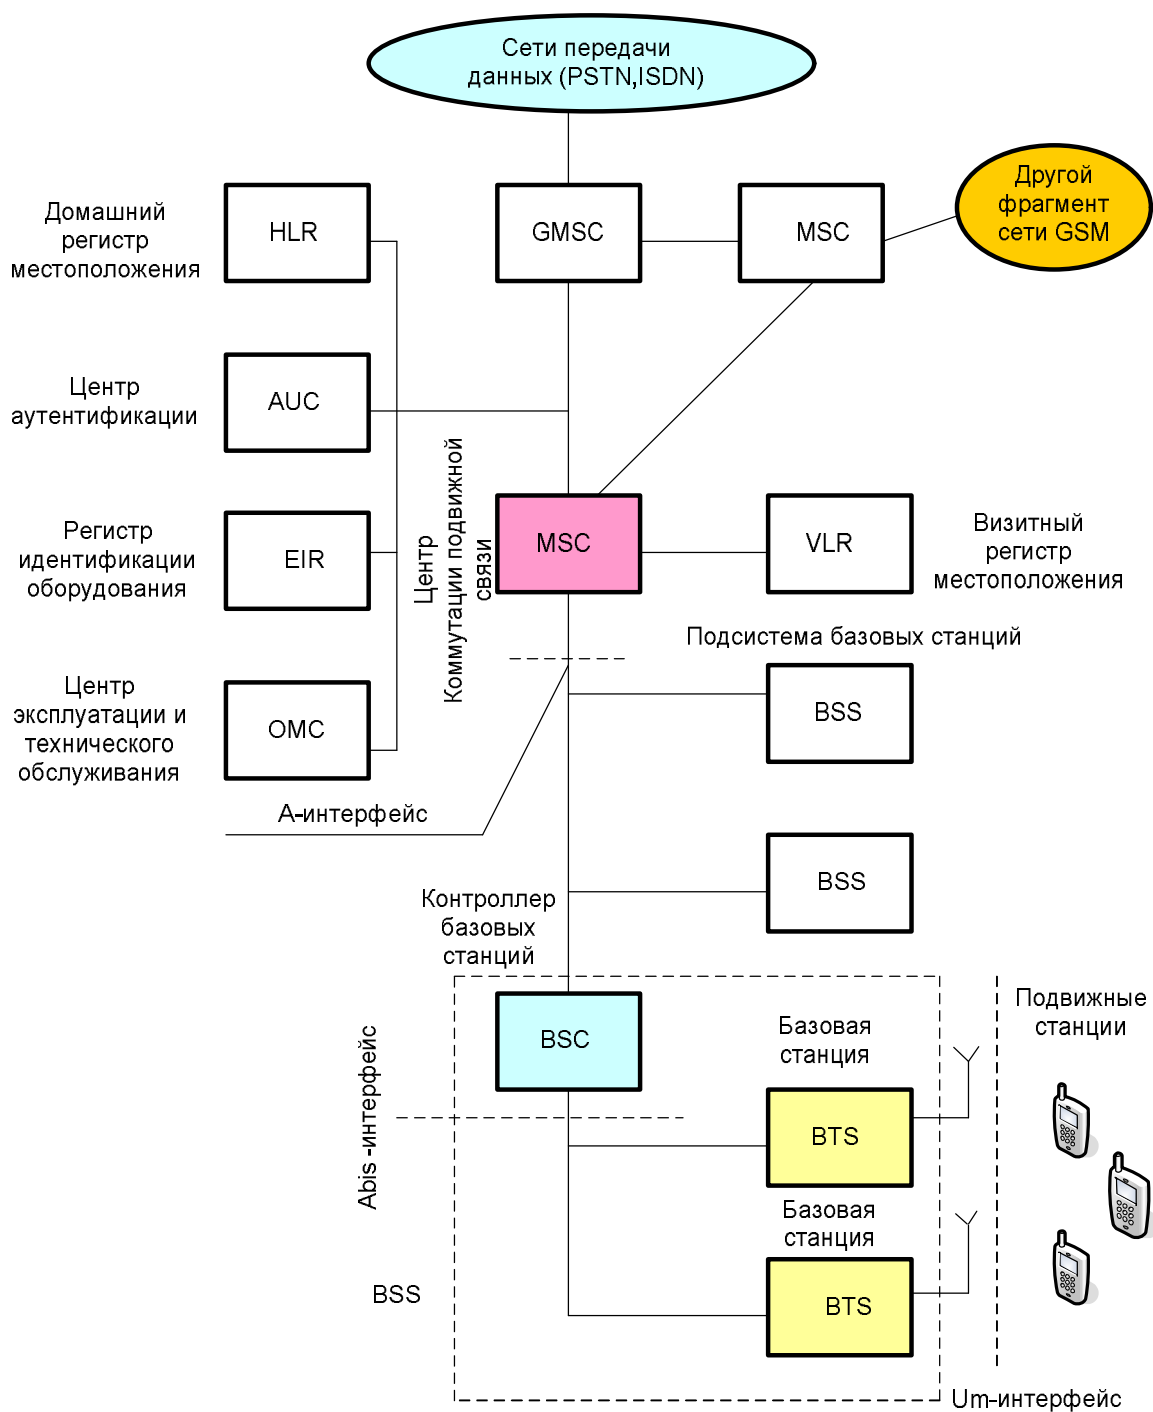 Сети передачи
данных (PSTN,ISDN)
Домашний
регистр
местоположения
HLR
GMSC
MSC
Другой
фрагмент
сети GSM
Центр
аутентификации
AUC
Центр
Коммутации подвижной
связи
Регистр
идентификации
оборудования
EIR
MSC
VLR
Визитный
регистр
местоположения
Подсистема базовых станций
BSS
Центр
эксплуатации и
технического
обслуживания
OMC
А-интерфейс
BSS
Контроллер
базовых
станций
BSC
Abis -интерфейс
Базовая
станция
BTS
Подвижные
станции
Базовая
станция
BTS
BSS
Um-интерфейс